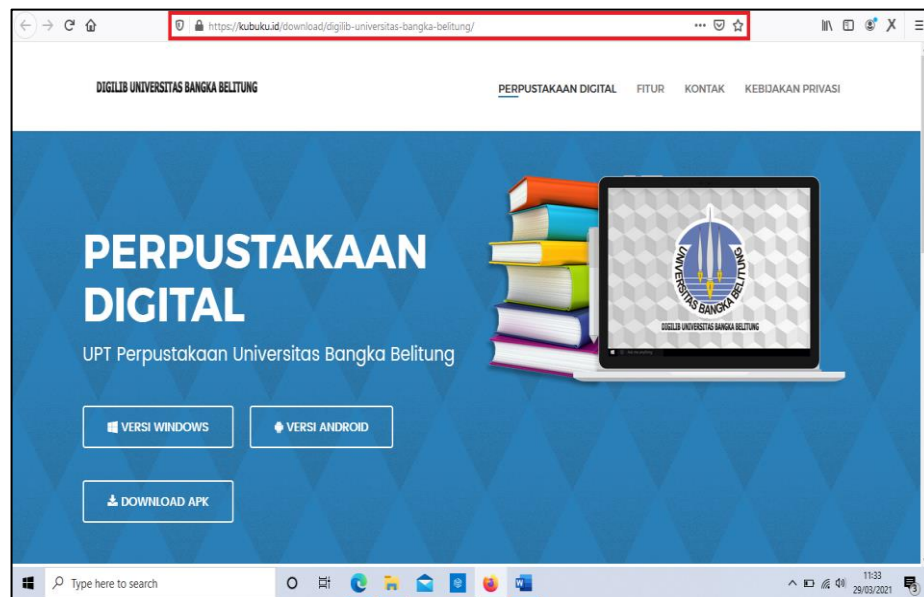 https://kubuku.id/download/digilib-universitas-bangka-belitung/
DIGILIB UNIVERSITAS BANGKA BELITUNG
PERPUSTAKAAN DIGITAL FITUR KONTAK KEBIJAKAN PRIVASI
PERPUSTAKAAN
DIGITAL
UPT Perpustakaan Universitas Bangka Belitung
UNIVERSITAS BANGKA BELITUNG
DIGILIB UNIVERSITAS BANGKA BELITUNG
VERSI WINDOWS VERSI ANDROID
DOWNLOAD APK
Type here to search
11:33
29/03/2021